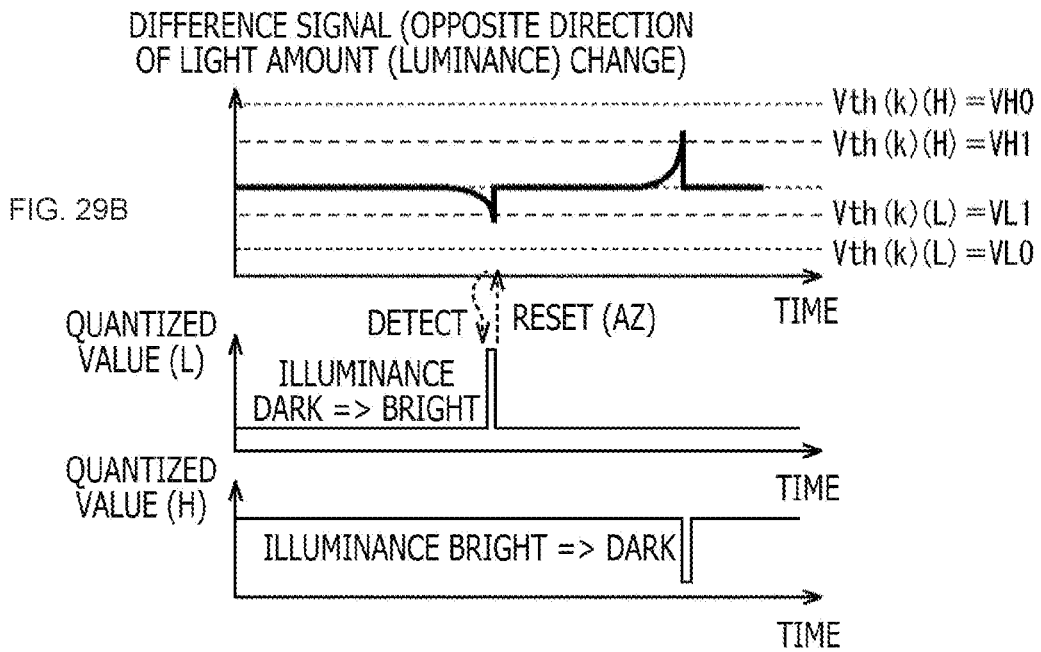 DIFFERENCE SIGNAL (OPPOSITE DIRECTION
OF LIGHT AMOUNT (LUMINANCE) CHANGE)
Vth(k)(H)=VH0
Vth(k)(H)=VH1
FIG. 29B
Vth(k)(L)=VL1
Vth(k)(L)=VL0
TIME
DETECT
RESET (AZ)
QUANTIZED
VALUE (L)
ILLUMINANCE
DARK => BRIGHT
TIME
QUANTIZED
VALUE (H)
ILLUMINANCE BRIGHT => DARK
TIME